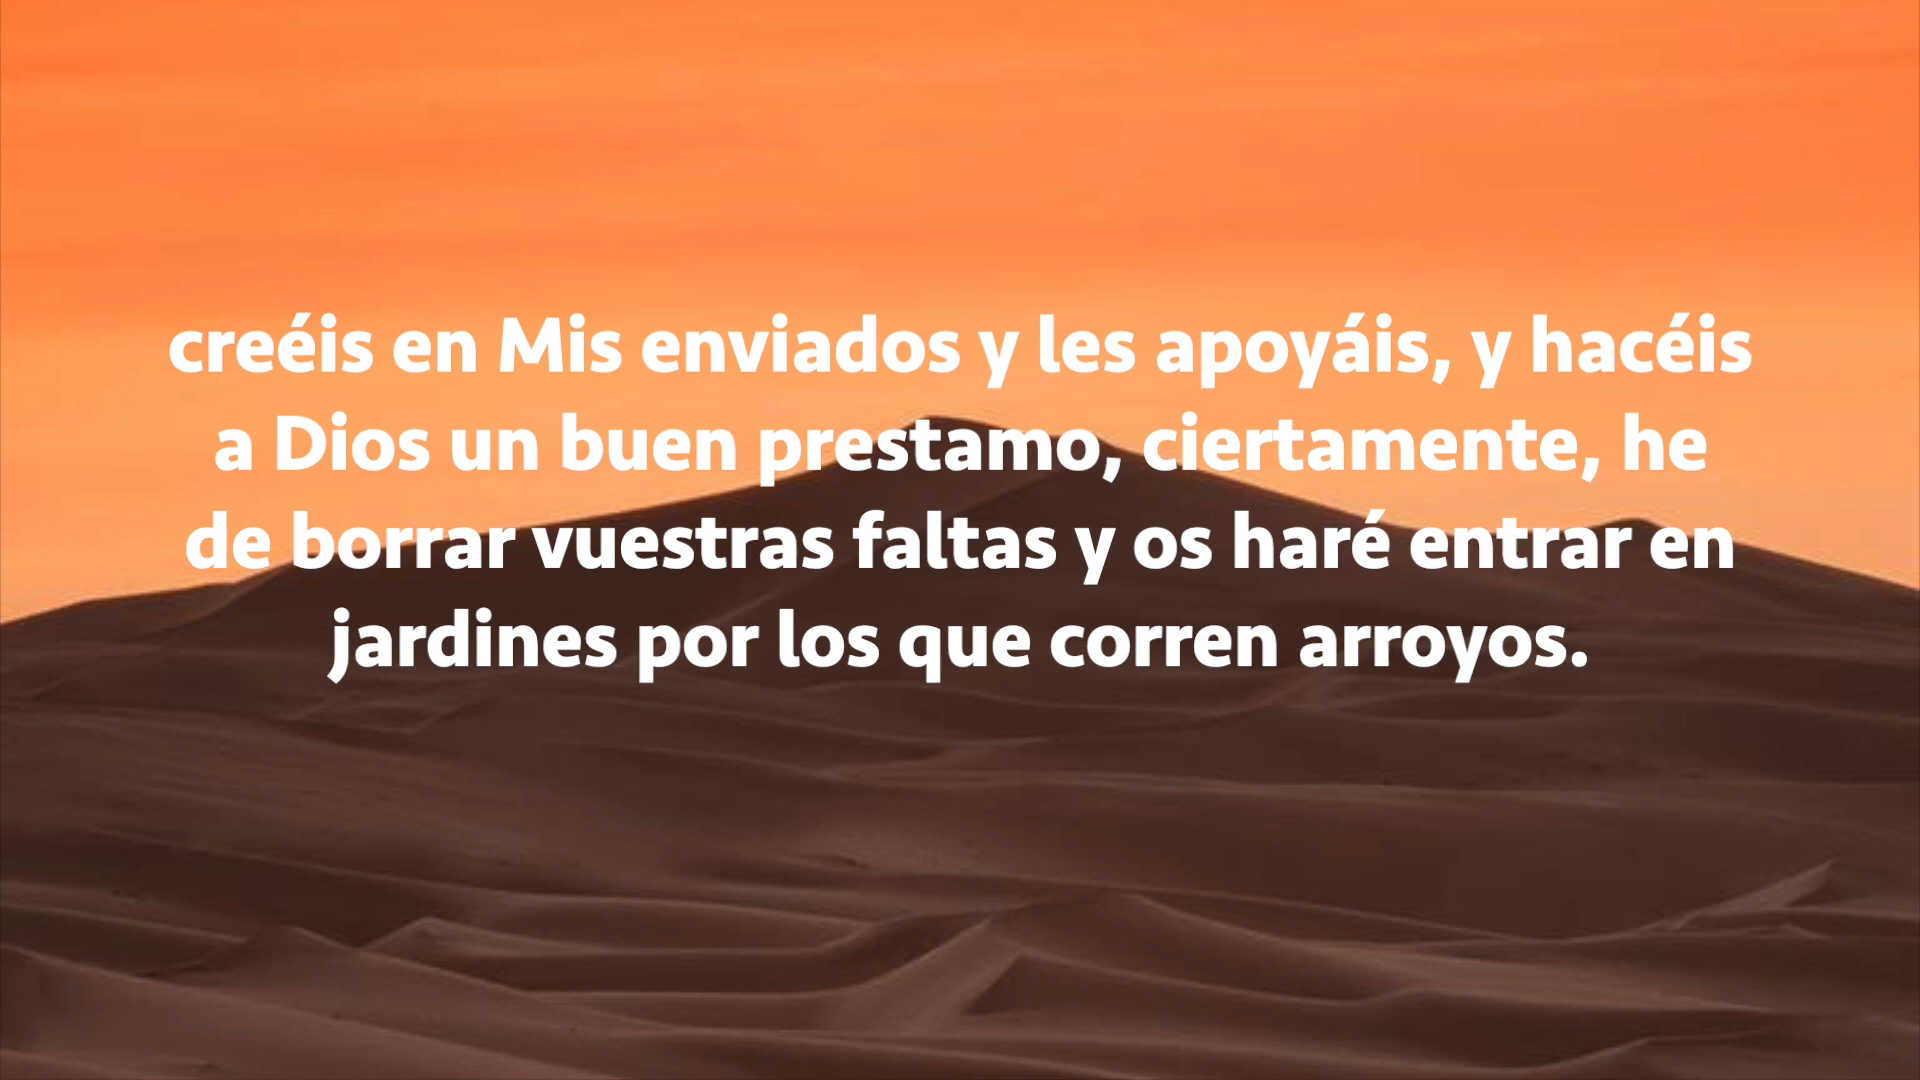 creéis en Mis enviados y les apoyáis, y hacéis
a Dios un buen prestamo, ciertamente, he
de borrar vuestras faltas y os haré entrar en
jardines por los que corren arroyos.